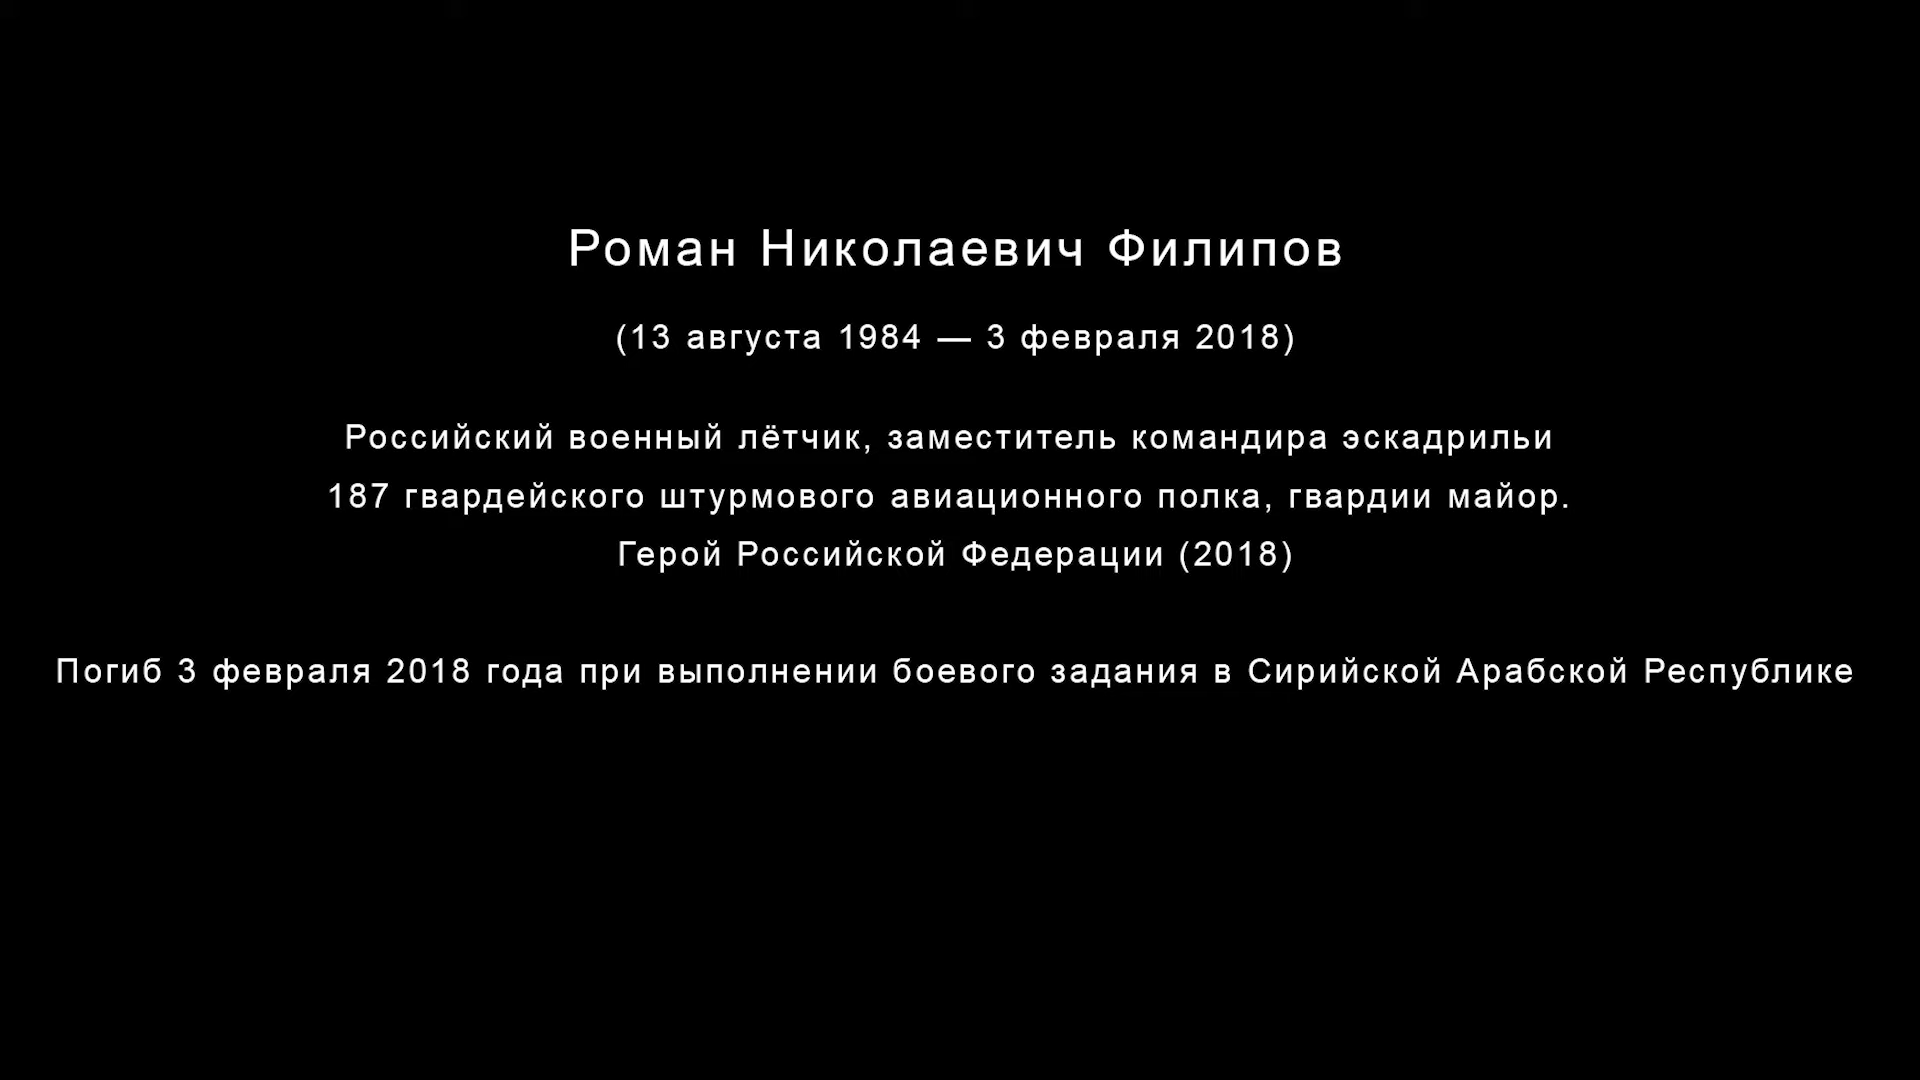 Роман Николаевич Филипов
(13 августа 1984 — 3 февраля 2018)
Российский военный лётчик, заместитель командира эскадрильи
187 гвардейского штурмового авиационного полка, гвардии майор.
Герой Российской Федерации (2018)
Погиб 3 февраля 2018 года при выполнении боевого задания в Сирийской Арабской Республике